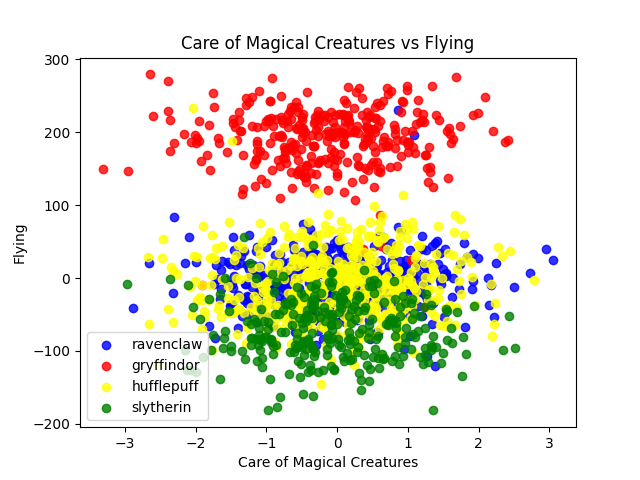 Care of Magical Creatures vs Flying
300
200
100
0
−100
−200
Flying
ravenclaw
gryffindor
hufflepuff
slytherin
−3 −2 −1 0 1 2 3
Care of Magical Creatures